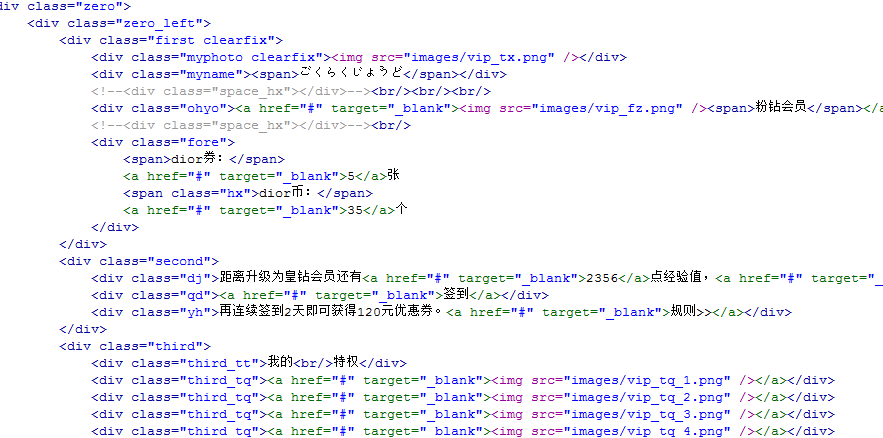 div class="zero">
<div class="zero_left">
<div class="first clearfix">
<div class="myphoto clearfix"><img src="images/vip_tx.png" /></div>
<div class="myname"><span>ごくらくじょうど</span></div>
<!--<div class="space_hx"></div>--><br/><br/><br/>
<div class="ohyo"><a href="#" target="_blank"><img src="images/vip_fz.png" /><span>粉钻会员</span></a
<!--<div class="space_hx"></div>--><br/>
<div class="fore">
<span>dior券：</span>
<a href="#" target="_blank">5</a>张
<span class="hx">dior币：</span>
<a href="#" target="_blank">35</a>个
</div>
</div>
<div class="second">
<div class="dj">距离升级为皇钻会员还有<a href="#" target="_blank">2356</a>点经验值，<a href="#" target="_
<div class="qd"><a href="#" target="_blank">签到</a></div>
<div class="yh">再连续签到2天即可获得120元优惠券。<a href="#" target="_blank">规则>></a></div>
</div>
<div class="third">
<div class="third_tt">我的<br/>特权</div>
<div class="third_tq"><a href="#" target="_blank"><img src="images/vip_tq_1.png" /></a></div>
<div class="third_tq"><a href="#" target="_blank"><img src="images/vip_tq_2.png" /></a></div>
<div class="third_tq"><a href="#" target="_blank"><img src="images/vip_tq_3.png" /></a></div>
<div class="third_tq"><a href="#" target="_blank"><img src="images/vip_tq_4.png" /></a></div>